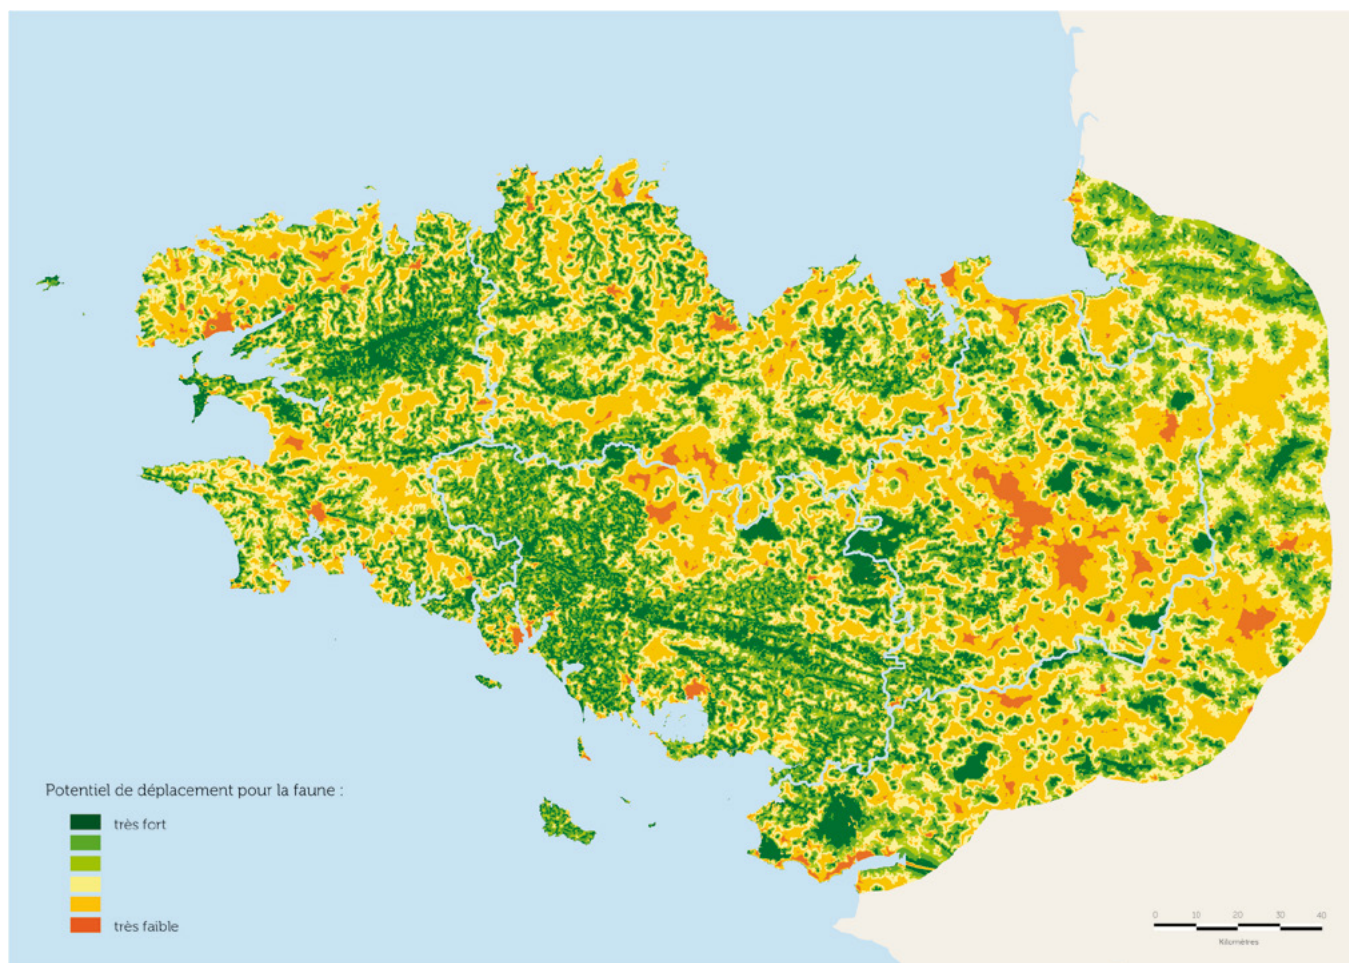 Potentiel de déplacement pour la faune :
très fort
très faible
0 10 20 30 40
Kilomètres